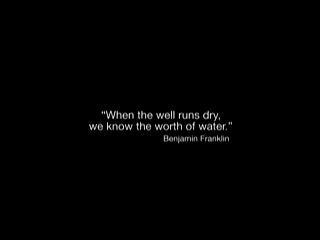 “When the well runs dry,
we know the worth of water.”
Benjamin Franklin